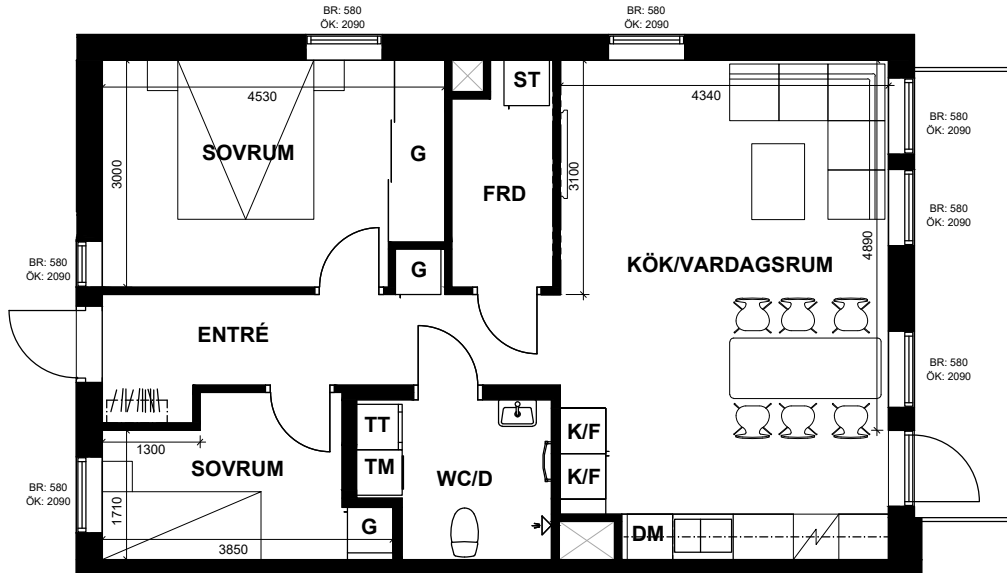 BR: 580
ÖK: 2090
BR: 580
ÖK: 2090
4530
SOVRUM
3000
G
G
ST
FRD
3100
4340
KÖK/VARDAGSRUM
4890
BR: 580
ÖK: 2090
BR: 580
ÖK: 2090
BR: 580
ÖK: 2090
BR: 580
ÖK: 2090
ENTRÉ
1300
SOVRUM
BR: 580
ÖK: 2090
1710
3850
G
TT
TM
WC/D
K/F
K/F
DM